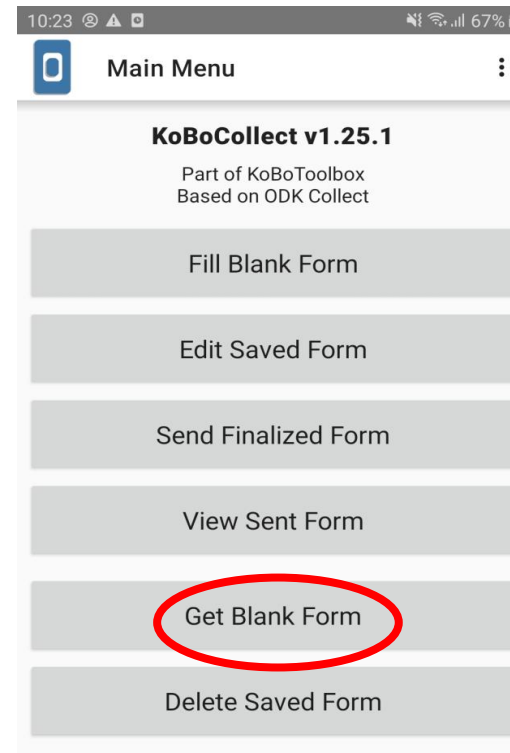 10:23 67%
Main Menu
KoBoCollect v1.25.1
Part of KoBoToolbox
Based on ODK Collect
Fill Blank Form
Edit Saved Form
Send Finalized Form
View Sent Form
Get Blank Form
Delete Saved Form